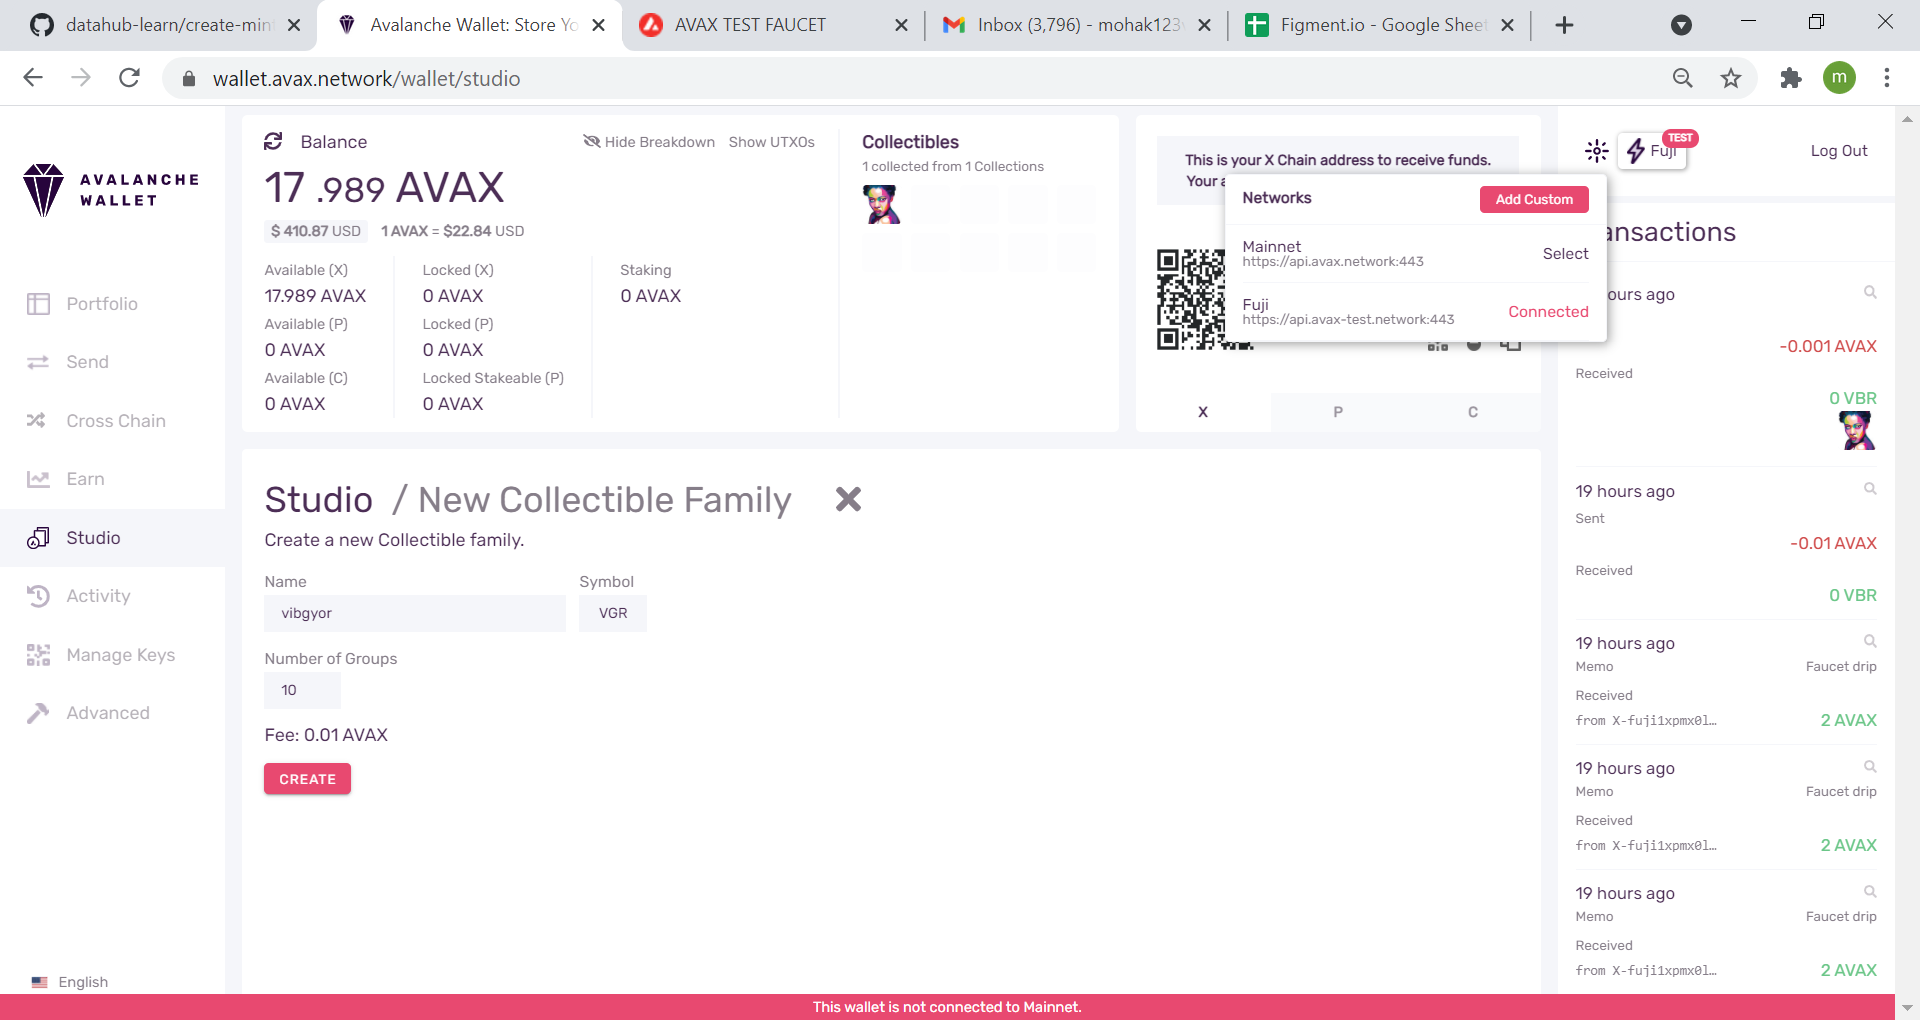 datahub-learn/create-min
Avalanche Wallet: Store Yo
AVAX TEST FAUCET
Inbox (3,796) - mohak123
Figment.io - Google Shee
wallet.avax.network/wallet/studio
m
AVALANCHE
WALLET
Portfolio
Send
Cross Chain
Earn
Studio
Activity
Manage Keys
Advanced
English
Balance
Hide Breakdown
Show UTXOs
17 .989 AVAX
$ 410.87 USD
1 AVAX = $22.84 USD
Available (X)
17.989 AVAX
Available (P)
0 AVAX
Available (C)
0 AVAX
Locked (X)
0 AVAX
Locked (P)
0 AVAX
Locked Stakeable (P)
0 AVAX
Staking
0 AVAX
Collectibles
1 collected from 1 Collections
This is your X Chain address to receive funds.
Your
Networks
Add Custom
Mainnet
https://api.avax.network:443
Select
Fuji
https://api.avax-test.network:443
Connected
X
P
C
Studio / New Collectible Family
Create a new Collectible family.
Name
vibgyor
Symbol
VGR
Number of Groups
10
Fee: 0.01 AVAX
CREATE
TEST
Fuji
Log Out
ansactions
ours ago
-0.001 AVAX
Received
0 VBR
19 hours ago
Sent
-0.01 AVAX
Received
0 VBR
19 hours ago
Memo
Faucet drip
Received
from X-fuji1xpmx0l…
2 AVAX
19 hours ago
Memo
Faucet drip
Received
from X-fuji1xpmx0l…
2 AVAX
19 hours ago
Memo
Faucet drip
Received
from X-fuji1xpmx0l…
2 AVAX
This wallet is not connected to Mainnet.